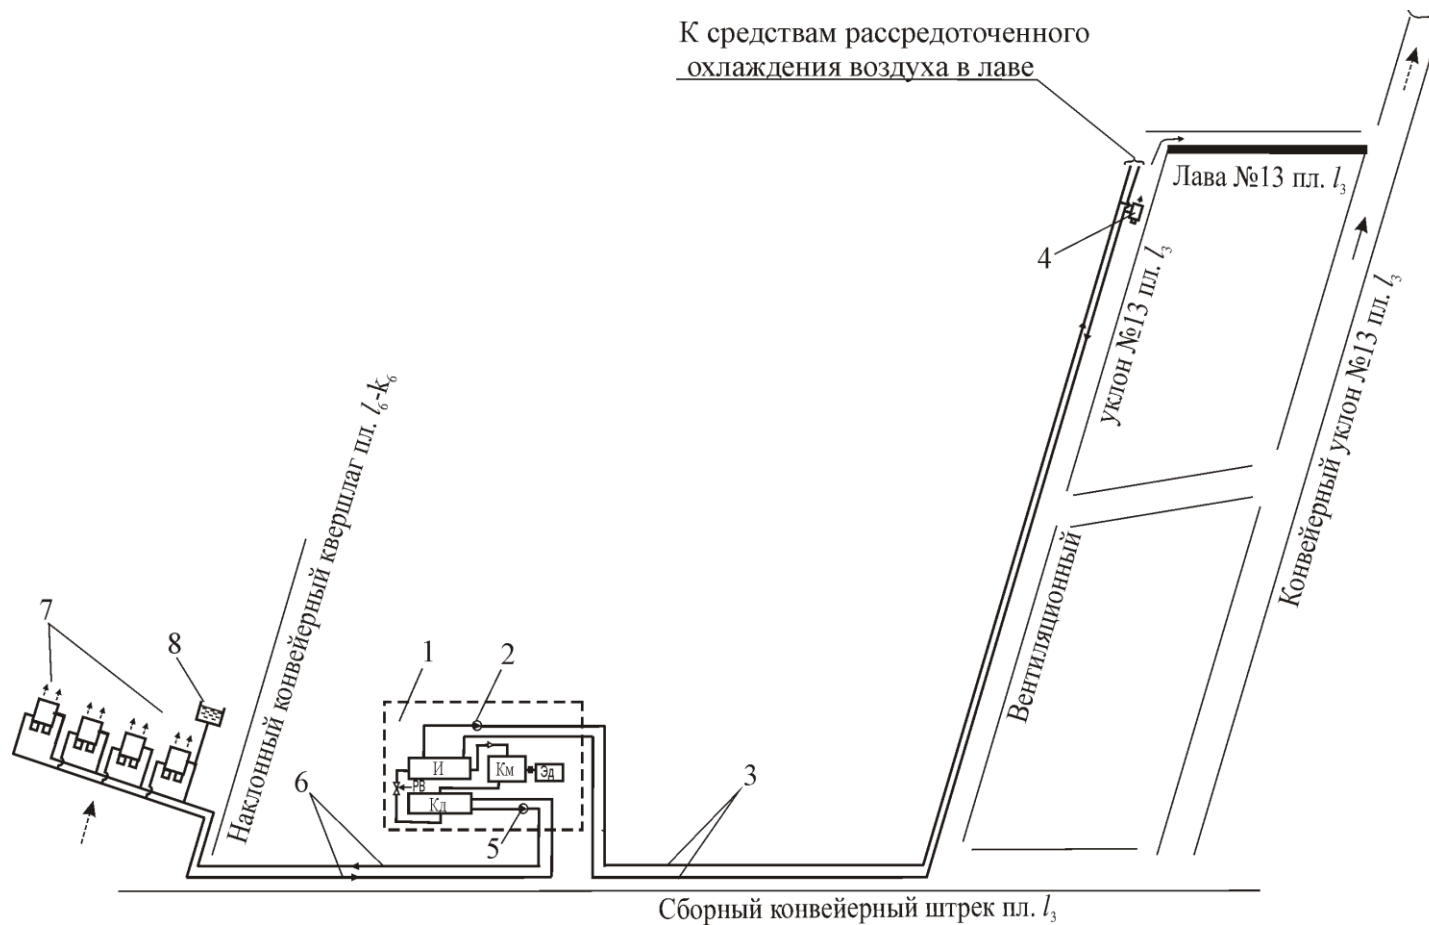 К средствам рассредоточенного
охлаждения воздуха в лаве
Лава №13 пл. l₃
4
уклон №13 пл. l₃
Вентиляционный
Конвейерный уклон №13 пл. l₃
Наклонный конвейерный квершлаг пл. l₆-k₆
7
8
1
2
И
Км
Эд
РВ
Кд
6
5
3
Сборный конвейерный штрек пл. l₃